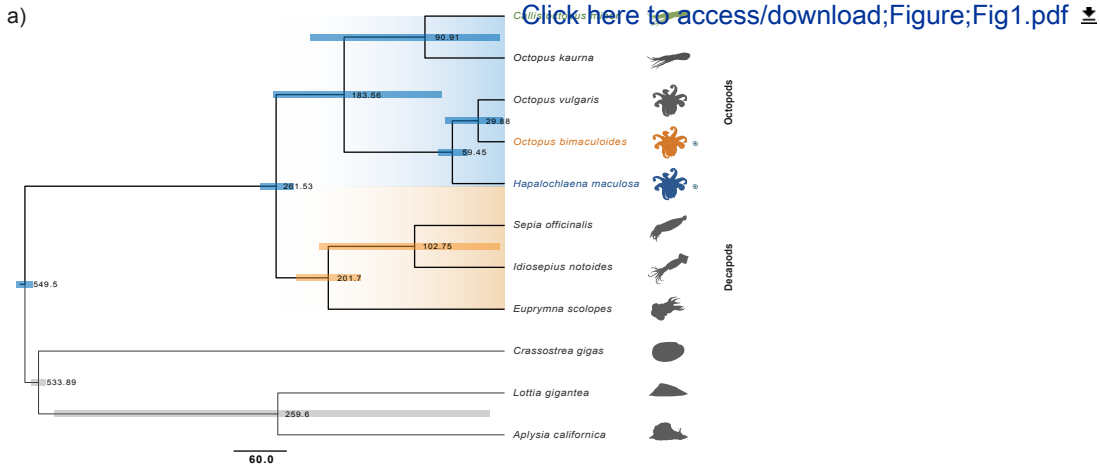 a)
Click here to access/download;Figure;Fig1.pdf
90.91
Octopus kaurna
183.56
Octopus vulgaris
29.88
Octopus bimaculoides
59.45
Hapalochaena maculosa
Octopods
261.53
Sepia officinalis
102.75
Idiosepius notoides
201.7
Euprymna scolopes
Decapods
549.5
Crassostrea gigas
533.89
Lottia gigantea
259.6
Aplysia californica
60.0